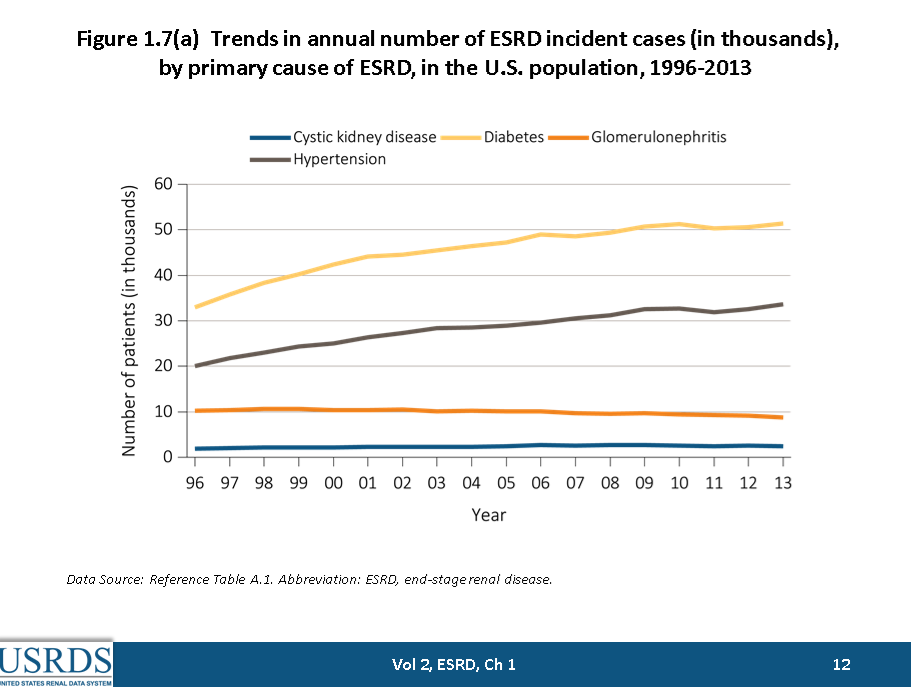 Figure 1.7(a)  Trends in annual number of ESRD incident cases (in thousands),
by primary cause of ESRD, in the U.S. population, 1996-2013
Cystic kidney disease Diabetes Glomerulonephritis
Hypertension
Number of patients (in thousands)
60
50
40
30
20
10
0
96 97 98 99 00 01 02 03 04 05 06 07 08 09 10 11 12 13
Year
Data Source: Reference Table A.1. Abbreviation: ESRD, end-stage renal disease.
USRDS
UNITED STATES RENAL DATA SYSTEM
Vol 2, ESRD, Ch 1
12